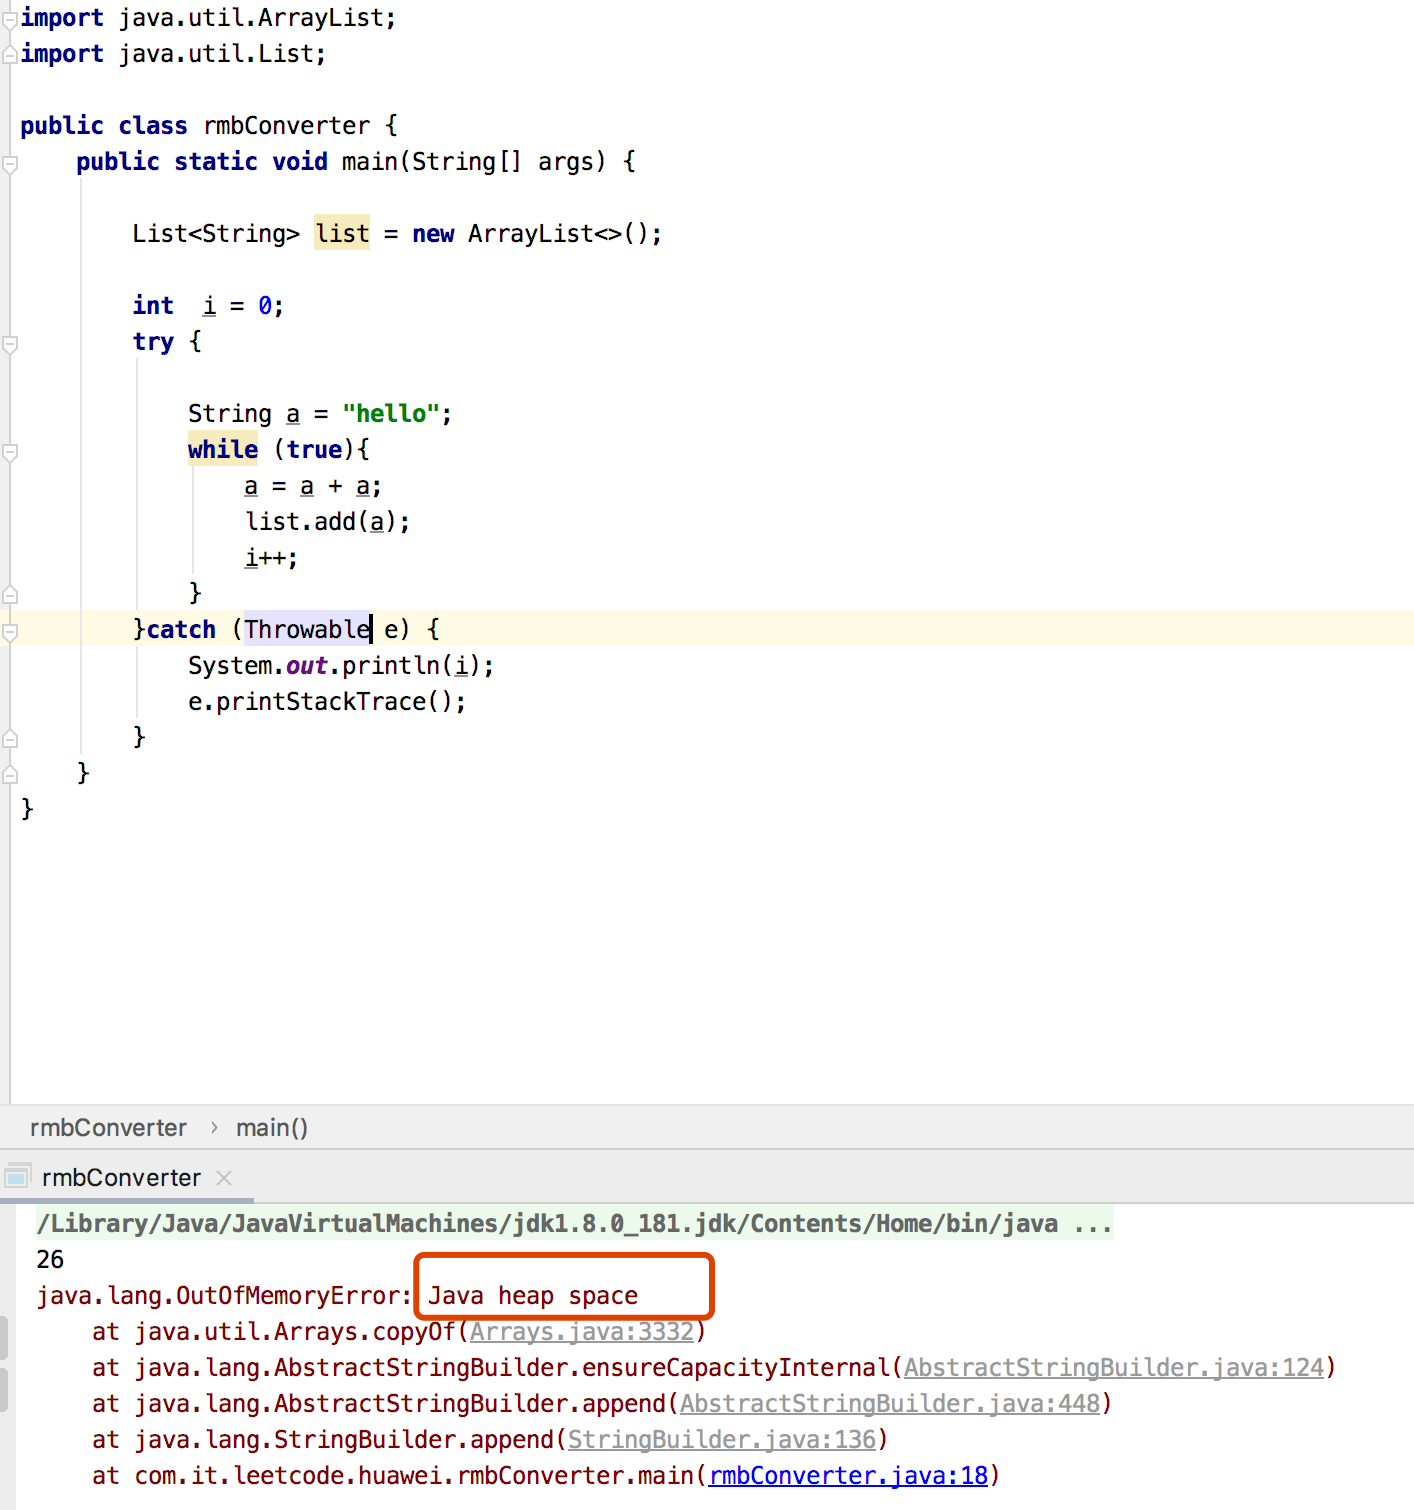 import java.util.ArrayList;
import java.util.List;
public class rmbConverter {
    public static void main(String[] args) {
        List<String> list = new ArrayList<>();
        int  i = 0;
        try {
            String a = "hello";
            while (true){
                a = a + a;
                list.add(a);
                i++;
            }
        }catch (Throwable e) {
            System.out.println(i);
            e.printStackTrace();
        }
    }
}
rmbConverter › main()
rmbConverter
/Library/Java/JavaVirtualMachines/jdk1.8.0_181.jdk/Contents/Home/bin/java ...
26
java.lang.OutOfMemoryError: Java heap space
    at java.util.Arrays.copyOf(Arrays.java:3332)
    at java.lang.AbstractStringBuilder.ensureCapacityInternal(AbstractStringBuilder.java:124)
    at java.lang.AbstractStringBuilder.append(AbstractStringBuilder.java:448)
    at java.lang.StringBuilder.append(StringBuilder.java:136)
    at com.it.leetcode.huawei.rmbConverter.main(rmbConverter.java:18)